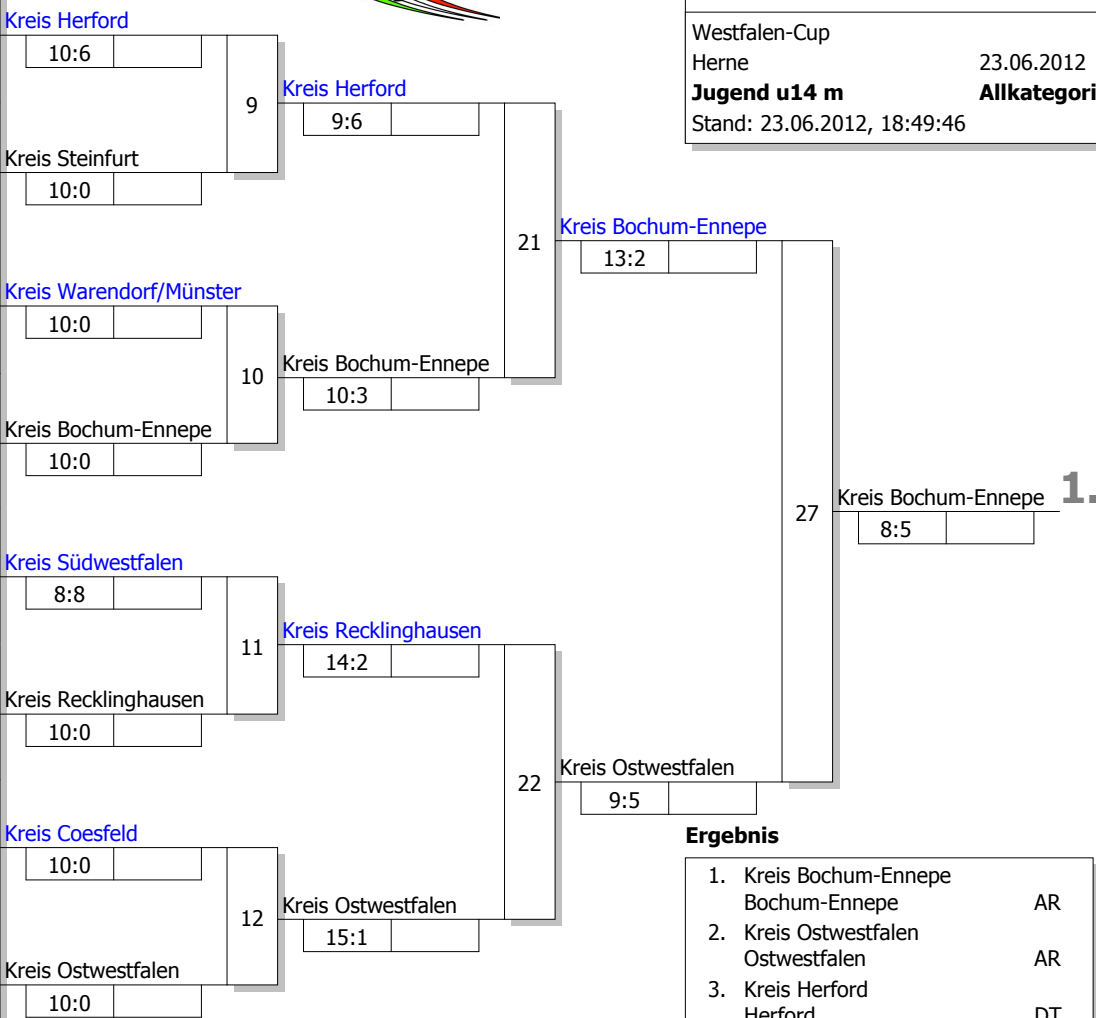 Westfalen-Cup
Herne 23.06.2012
Jugend u14 m Allkategori
Stand: 23.06.2012, 18:49:46
Kreis Herford
10:6
9
Kreis Herford
9:6
Kreis Steinfurt
10:0
21
Kreis Bochum-Ennepe
13:2
Kreis Warendorf/Münster
10:0
10
Kreis Bochum-Ennepe
10:3
Kreis Bochum-Ennepe
10:0
27
Kreis Bochum-Ennepe 1.
8:5
Kreis Südwestfalen
8:8
11
Kreis Recklinghausen
14:2
Kreis Recklinghausen
10:0
22
Kreis Ostwestfalen
9:5
Kreis Coesfeld
10:0
12
Kreis Ostwestfalen
15:1
Kreis Ostwestfalen
10:0
Ergebnis
1. Kreis Bochum-Ennepe
Bochum-Ennepe AR
2. Kreis Ostwestfalen
Ostwestfalen AR
3. Kreis Herford
Herford DT